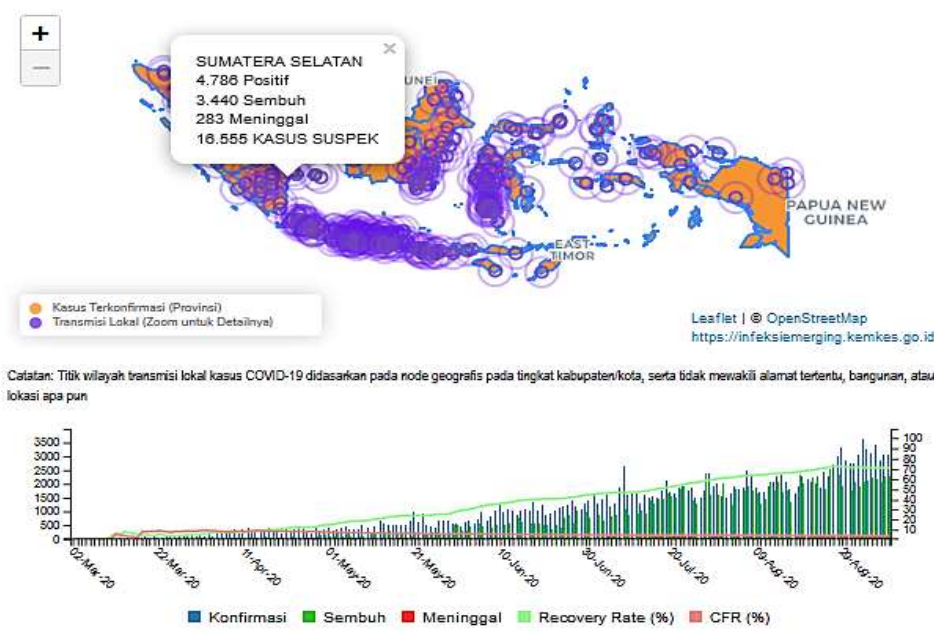 +
−
×
SUMATERA SELATAN
4.786 Positif
3.440 Sembuh
283 Meninggal
16.555 KASUS SUSPEK
UNEI
PAPUA NEW
GUINEA
EAST
TIMOR
Kasus Terkonfirmasi (Provinsi)
Transmisi Lokal (Zoom untuk Detailnya)
Leaflet | © OpenStreetMap
https://infeksiemerging.kemkes.go.id
Catatan: Titik wilayah transmisi lokal kasus COVID-19 didasarkan pada node geografis pada tingkat kabupaten/kota, serta tidak mewakili alamat tertentu, bangunan, atau
lokasi apa pun
3500
3000
2500
2000
1500
1000
500
0
100
90
80
70
60
50
40
30
20
10
02-Mar-20
22-Mar-20
11-Apr-20
01-May-20
21-May-20
10-Jun-20
30-Jun-20
20-Jul-20
09-Aug-20
29-Aug-20
Konfirmasi
Sembuh
Meninggal
Recovery Rate (%)
CFR (%)